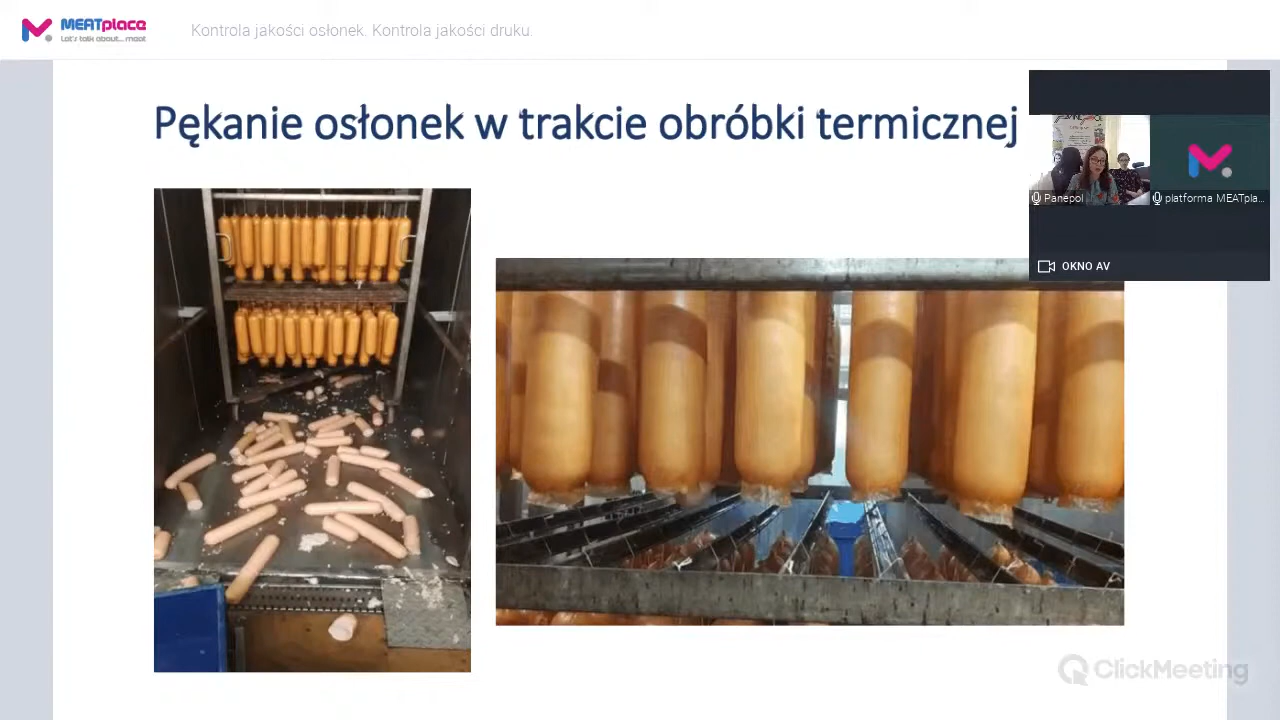 MEATplace
Let's talk about... meat
Kontrola jakości osłonek. Kontrola jakości druku.
Pękanie osłonek w trakcie obróbki termicznej
Panepol
platforma MEATpla...
OKNO AV
ClickMeeting